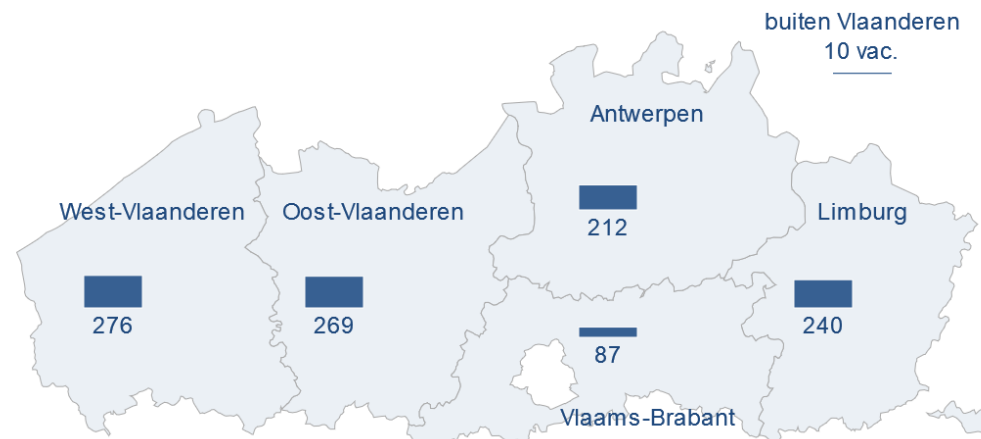 buiten Vlaanderen
10 vac.
Antwerpen
212
West-Vlaanderen
276
Oost-Vlaanderen
269
Limburg
240
87
Vlaams-Brabant